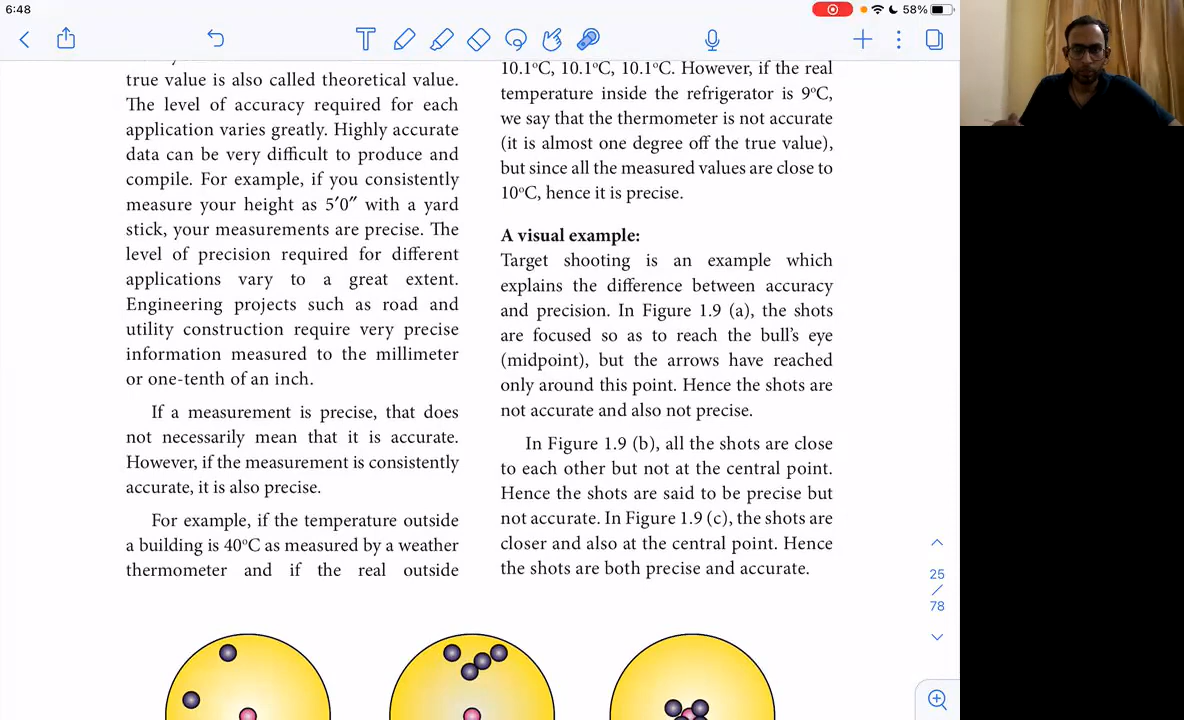 6:48
58%
true value is also called theoretical value.
The level of accuracy required for each
application varies greatly. Highly accurate
data can be very difficult to produce and
compile. For example, if you consistently
measure your height as 5′0″ with a yard
stick, your measurements are precise. The
level of precision required for different
applications vary to a great extent.
Engineering projects such as road and
utility construction require very precise
information measured to the millimeter
or one-tenth of an inch.
If a measurement is precise, that does
not necessarily mean that it is accurate.
However, if the measurement is consistently
accurate, it is also precise.
For example, if the temperature outside
a building is 40°C as measured by a weather
thermometer and if the real outside
10.1°C, 10.1°C, 10.1°C. However, if the real
temperature inside the refrigerator is 9°C,
we say that the thermometer is not accurate
(it is almost one degree off the true value),
but since all the measured values are close to
10°C, hence it is precise.
A visual example:
Target shooting is an example which
explains the difference between accuracy
and precision. In Figure 1.9 (a), the shots
are focused so as to reach the bull’s eye
(midpoint), but the arrows have reached
only around this point. Hence the shots are
not accurate and also not precise.
In Figure 1.9 (b), all the shots are close
to each other but not at the central point.
Hence the shots are said to be precise but
not accurate. In Figure 1.9 (c), the shots are
closer and also at the central point. Hence
the shots are both precise and accurate.
25
/
78